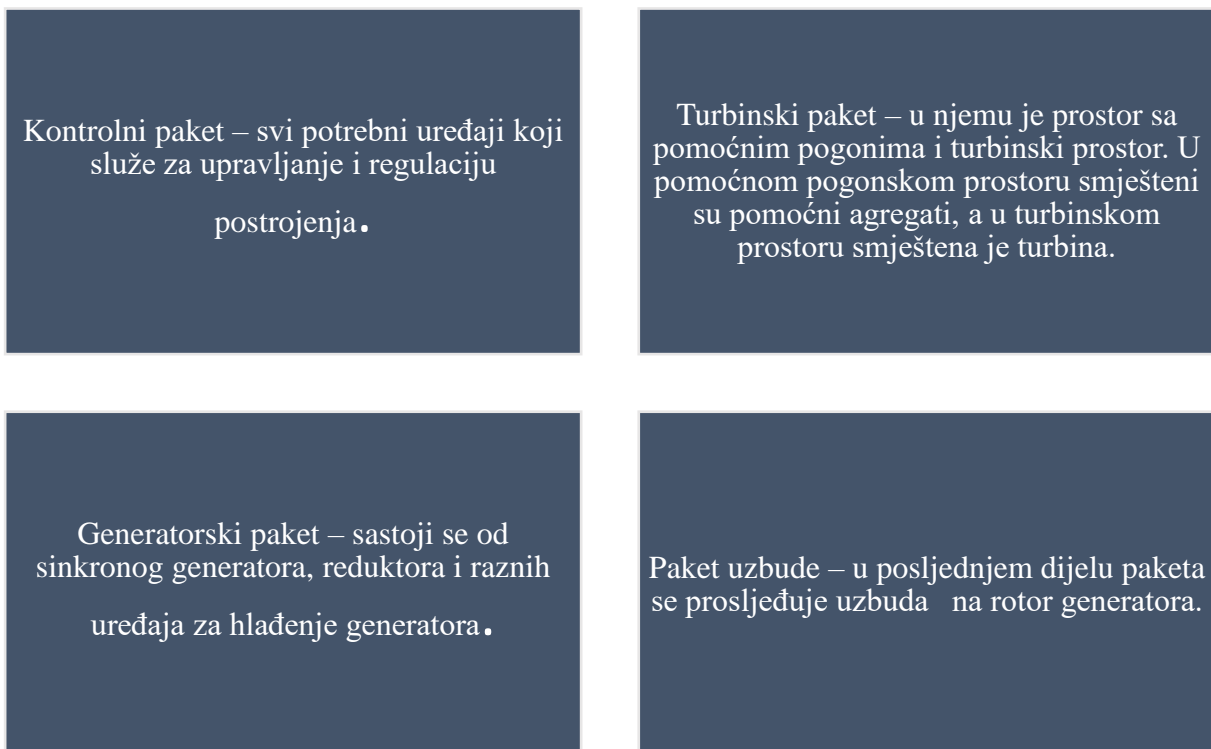 Kontrolni paket – svi potrebni uređaji koji
služe za upravljanje i regulaciju
postrojenja.
Turbinski paket – u njemu je prostor sa
pomoćnim pogonima i turbinski prostor. U
pomoćnom pogonskom prostoru smješteni
su pomoćni agregati, a u turbinskom
prostoru smještena je turbina.
Generatorski paket – sastoji se od
sinkronog generatora, reduktora i raznih
uređaja za hlađenje generatora.
Paket uzbude – u posljednjem dijelu paketa
se prosljeđuje uzbuda   na rotor generatora.